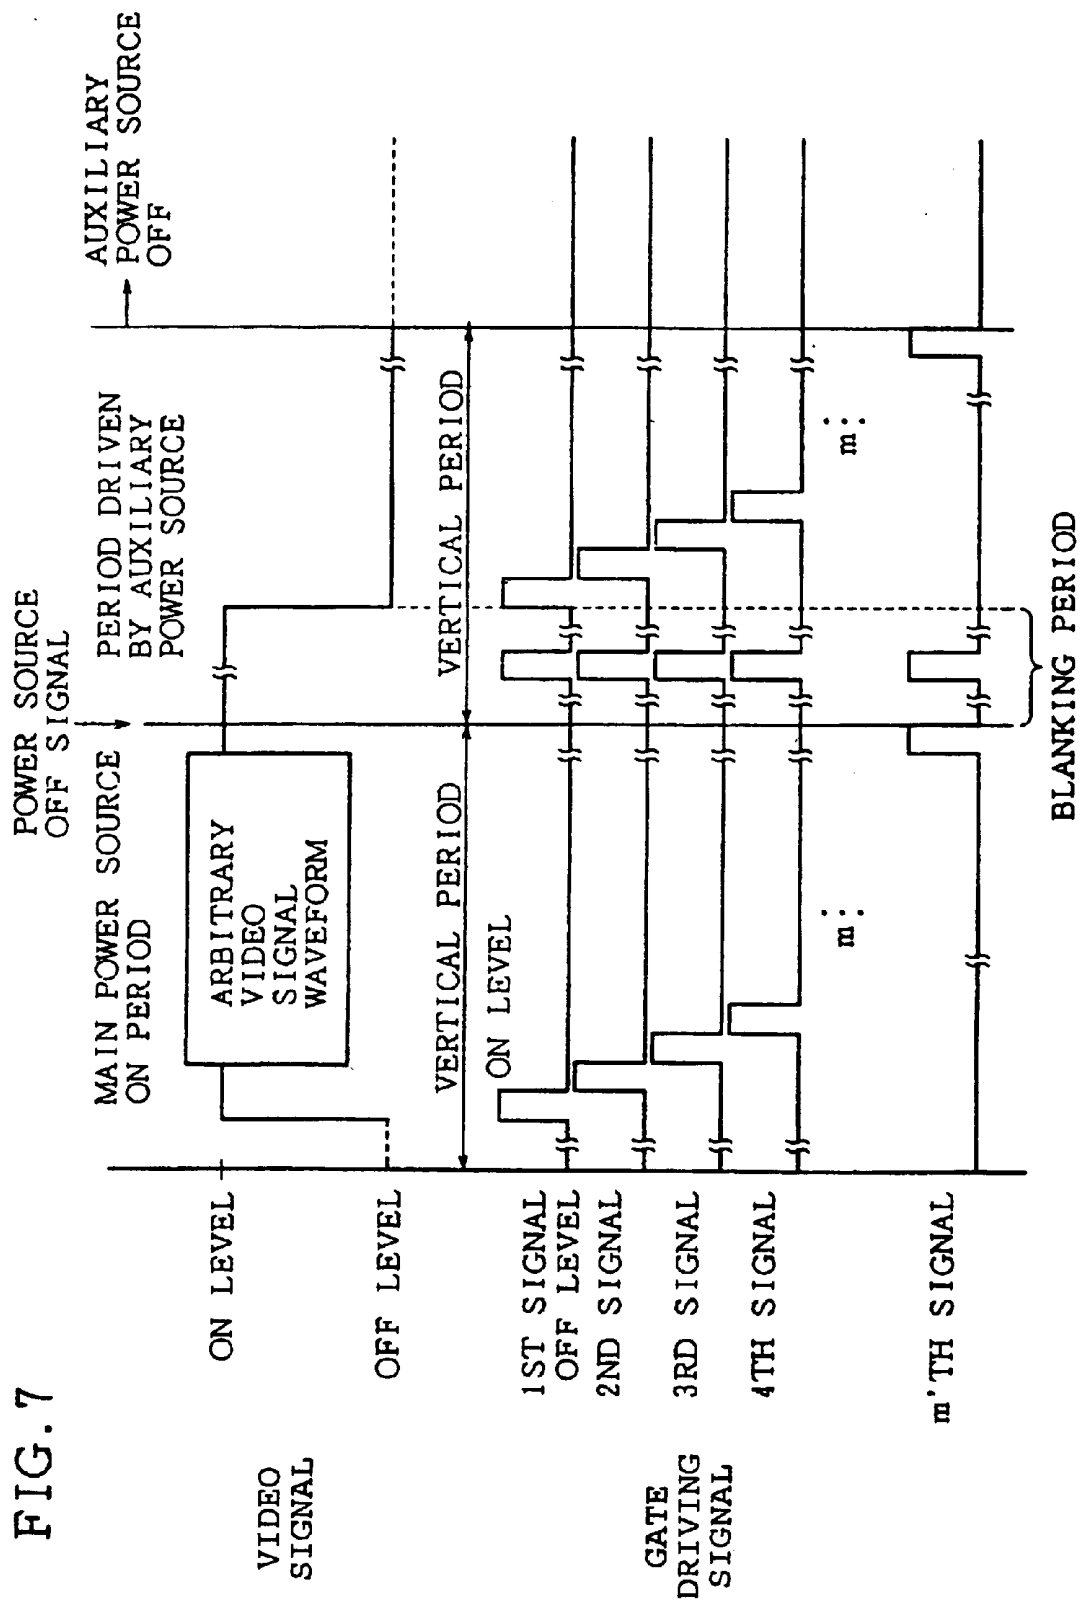 FIG. 7
POWER SOURCE
OFF SIGNAL
AUXILIARY
POWER SOURCE
OFF
MAIN POWER SOURCE
ON PERIOD
PERIOD DRIVEN
BY AUXILIARY
POWER SOURCE
VIDEO
SIGNAL
ON LEVEL
OFF LEVEL
ARBITRARY
VIDEO
SIGNAL
WAVEFORM
VERTICAL PERIOD
VERTICAL PERIOD
ON LEVEL
GATE
DRIVING
SIGNAL
1ST SIGNAL
OFF LEVEL
2ND SIGNAL
3RD SIGNAL
4TH SIGNAL
m:
m:
m'TH SIGNAL
BLANKING PERIOD